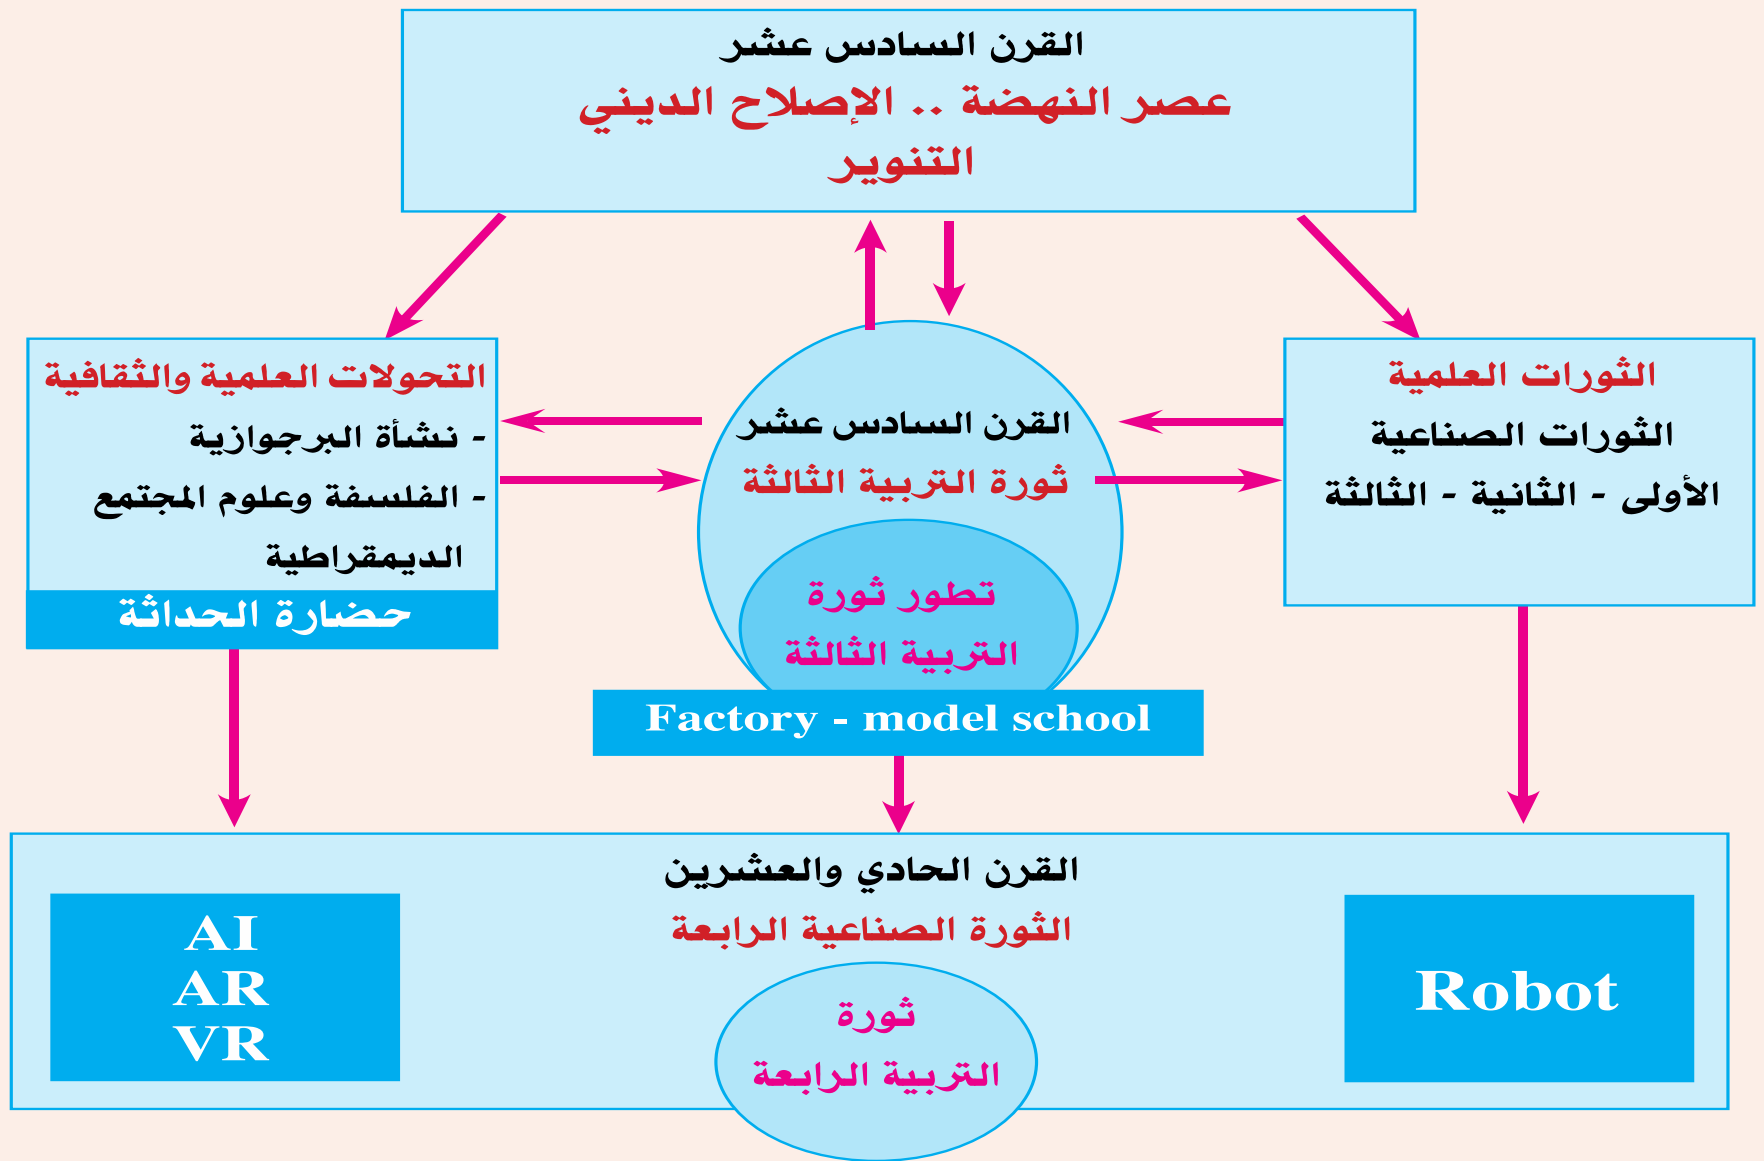 القرن السادس عشر
عصر النهضة .. الإصلاح الديني
التنوير
الثورات العلمية
الثورات الصناعية
الأولى - الثانية - الثالثة
القرن السادس عشر
ثورة التربية الثالثة
تطور ثورة
التربية الثالثة
Factory - model school
التحولات العلمية والثقافية
- نشأة البرجوازية
- الفلسفة وعلوم المجتمع
الديمقراطية
حضارة الحداثة
القرن الحادي والعشرين
الثورة الصناعية الرابعة
Robot
ثورة
التربية الرابعة
AI
AR
VR